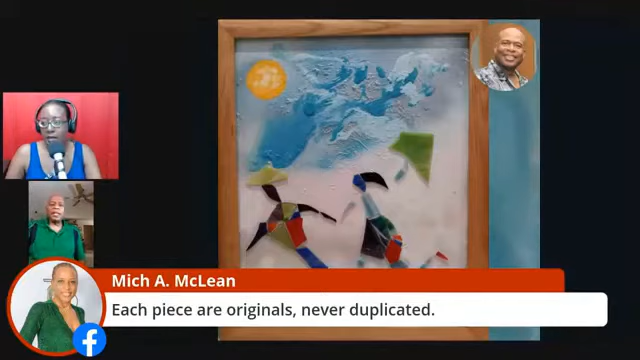 Mich A. McLean
Each piece are originals, never duplicated.